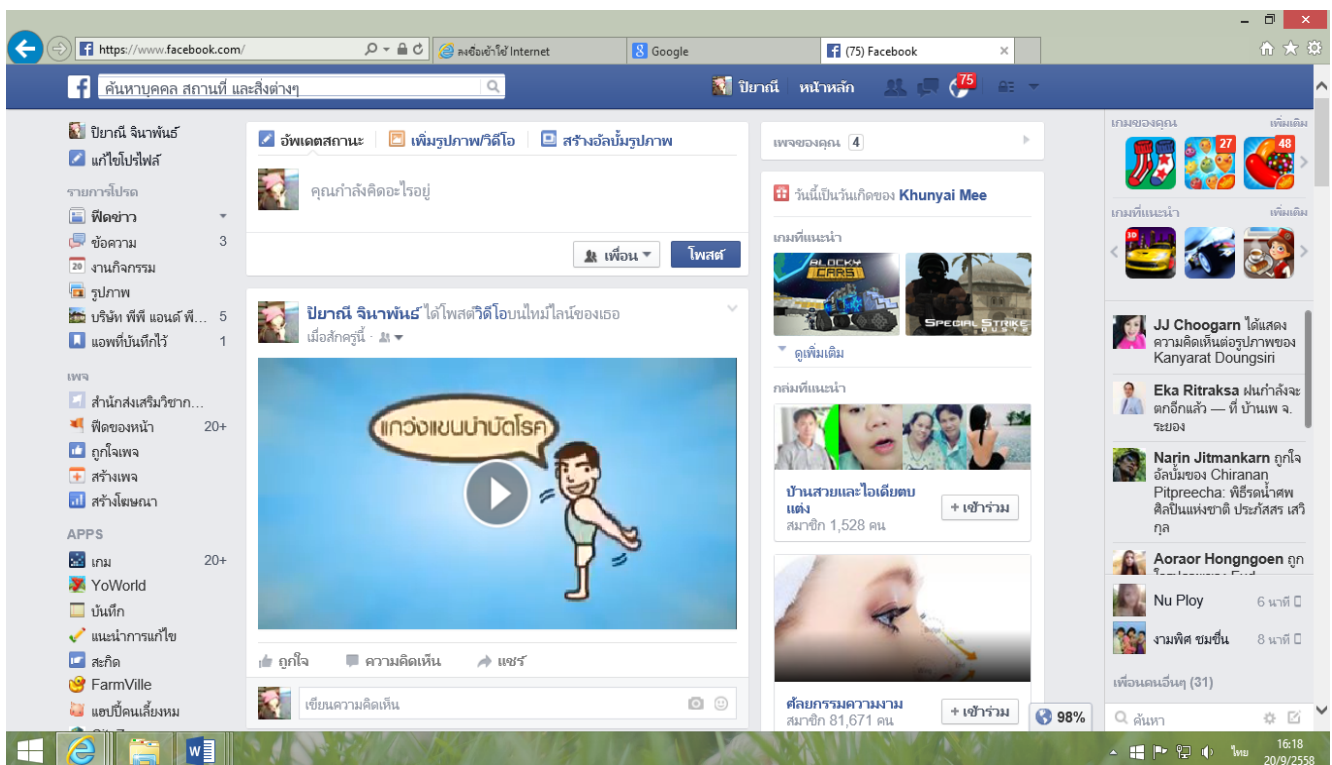 https://www.facebook.com/
ลงชื่อเข้าใช้ Internet
Google
(75) Facebook
ค้นหาบุคคล สถานที่ และสิ่งต่างๆ
ปิยาณี
หน้าหลัก
75
ปิยาณี จินาพันธ์
แก้ไขโปรไฟล์
รายการโปรด
ฟีดข่าว
ข้อความ 3
20 งานกิจกรรม
รูปภาพ
บริษัท พีพี แอนด์ พี... 5
แอพที่บันทึกไว้ 1
เพจ
สำนักส่งเสริมวิชาก...
ฟีดของหน้า 20+
ถูกใจเพจ
สร้างเพจ
สร้างโฆษณา
APPS
เกม 20+
YoWorld
บันทึก
แนะนำการแก้ไข
สะกิด
FarmVille
แฮปปี้คนเลี้ยงหมู
อัพเดตสถานะ
เพิ่มรูปภาพ/วิดีโอ
สร้างอัลบั้มรูปภาพ
คุณกำลังคิดอะไรอยู่
เพื่อน
โพสต์
ปิยาณี จินาพันธ์ ได้โพสต์วิดีโอบนไทม์ไลน์ของเธอ
เมื่อสักครู่นี้ ·
แกว่งแขนบำบัดโรค
ถูกใจ
ความคิดเห็น
แชร์
เขียนความคิดเห็น
เพจของคุณ 4
วันนี้เป็นวันเกิดของ Khunyai Mee
เกมที่แนะนำ
BLOCKY
CARS
SPECIAL STRIKE
ดูเพิ่มเติม
กลุ่มที่แนะนำ
บ้านสวยและไอเดียตบ
แต่ง
สมาชิก 1,528 คน
+ เข้าร่วม
ศัลยกรรมความงาม
สมาชิก 81,671 คน
+ เข้าร่วม
98%
เกมของคุณ เพิ่มเติม
27
48
เกมที่แนะนำ เพิ่มเติม
30
JJ Choogarn ได้แสดง
ความคิดเห็นต่อรูปภาพของ
Kanyarat Doungsiri
Eka Ritraksa ฝนกำลังจะ
ตกอีกแล้ว — ที่ บ้านเพ จ.
ระยอง
Narin Jitmankarn ถูกใจ
อัลบั้มของ Chiranan
Pitpreecha: พิธีรดน้ำศพ
ศิลปินแห่งชาติ ประภัสสร เสวิ
กุล
Aoraor Hongngoen ถูก
Nu Ploy 6 นาที
งามพิศ ชมชื่น 8 นาที
เพื่อนคนอื่นๆ (31)
ค้นหา
ไทย
16:18
20/9/2558